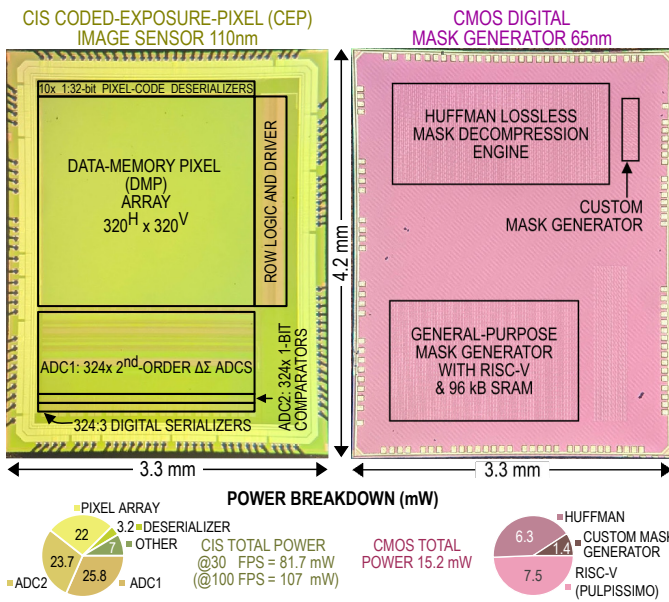 CIS CODED-EXPOSURE-PIXEL (CEP)
IMAGE SENSOR 110nm
CMOS DIGITAL
MASK GENERATOR 65nm
10x 1:32-bit PIXEL-CODE DESERIALIZERS
DATA-MEMORY PIXEL
(DMP)
ARRAY
320H x 320V
ROW LOGIC AND DRIVER
ADC1: 324x 2nd-ORDER ΔΣ ADCS
ADC2: 324x 1-BIT
COMPARATORS
324:3 DIGITAL SERIALIZERS
3.3 mm
4.2 mm
HUFFMAN LOSSLESS
MASK DECOMPRESSION
ENGINE
CUSTOM
MASK GENERATOR
GENERAL-PURPOSE
MASK GENERATOR
WITH RISC-V
& 96 kB SRAM
3.3 mm
POWER BREAKDOWN (mW)
PIXEL ARRAY
22
3.2
DESERIALIZER
7
OTHER
23.7
25.8
ADC2
ADC1
CIS TOTAL POWER
@30 FPS = 81.7 mW
(@100 FPS = 107 mW)
CMOS TOTAL
POWER 15.2 mW
HUFFMAN
6.3
1.4
CUSTOM MASK
GENERATOR
7.5
RISC-V
(PULPISSIMO)